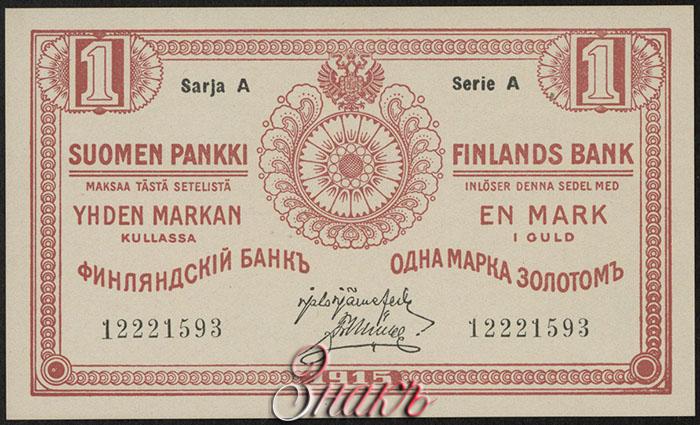 1
1
Sarja A
Serie A
SUOMEN PANKKI
MAKSAA TÄSTÄ SETELISTÄ
YHDEN MARKAN
KULLASSA
FINLANDS BANK
INLÖSER DENNA SEDEL MED
EN MARK
I GULD
ФИНЛЯНДСКІЙ БАНКЪ
ОДНА МАРКА ЗОЛОТОМЪ
12221593
12221593
1915
Знакъ